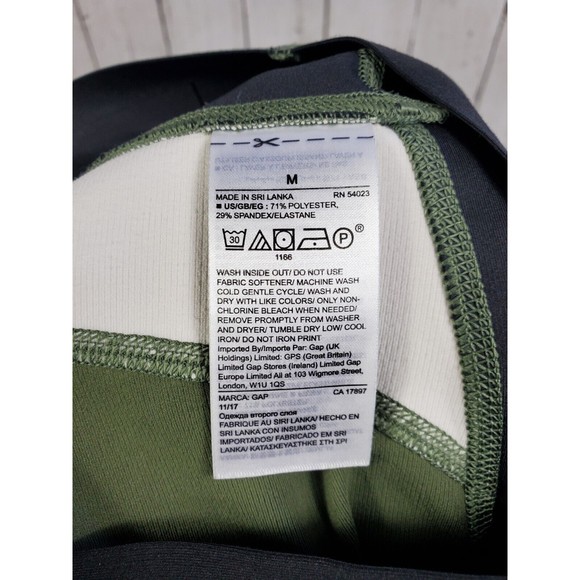 M
MADE IN SRI LANKA RN 54023
■ US/GB/EG : 71% POLYESTER,
29% SPANDEX/ELASTANE
30 P ®
1166
WASH INSIDE OUT/ DO NOT USE
FABRIC SOFTENER/ MACHINE WASH
COLD GENTLE CYCLE/ WASH AND
DRY WITH LIKE COLORS/ ONLY NON-
CHLORINE BLEACH WHEN NEEDED/
REMOVE PROMPTLY FROM WASHER
AND DRYER/ TUMBLE DRY LOW/ COOL
IRON/ DO NOT IRON PRINT
Imported By/Importe Par: Gap (UK
Holdings) Limited: GPS (Great Britain)
Limited Gap Stores (Ireland) Limited Gap
Europe Limited All at 103 Wigmore Street,
London, W1U 1QS
MARCA: GAP CA 17897
11/17
Одежда второго слоя
FABRIQUE AU SRI LANKA/ HECHO EN
SRI LANKA CON INSUMOS
IMPORTADOS/ FABRICADO EM SRI
LANKA/ ΚΑΤΑΣΚΕΥΑΣΤΗΚΕ ΣΤΗ ΣΡΙ
ΛΑΝΚΑ